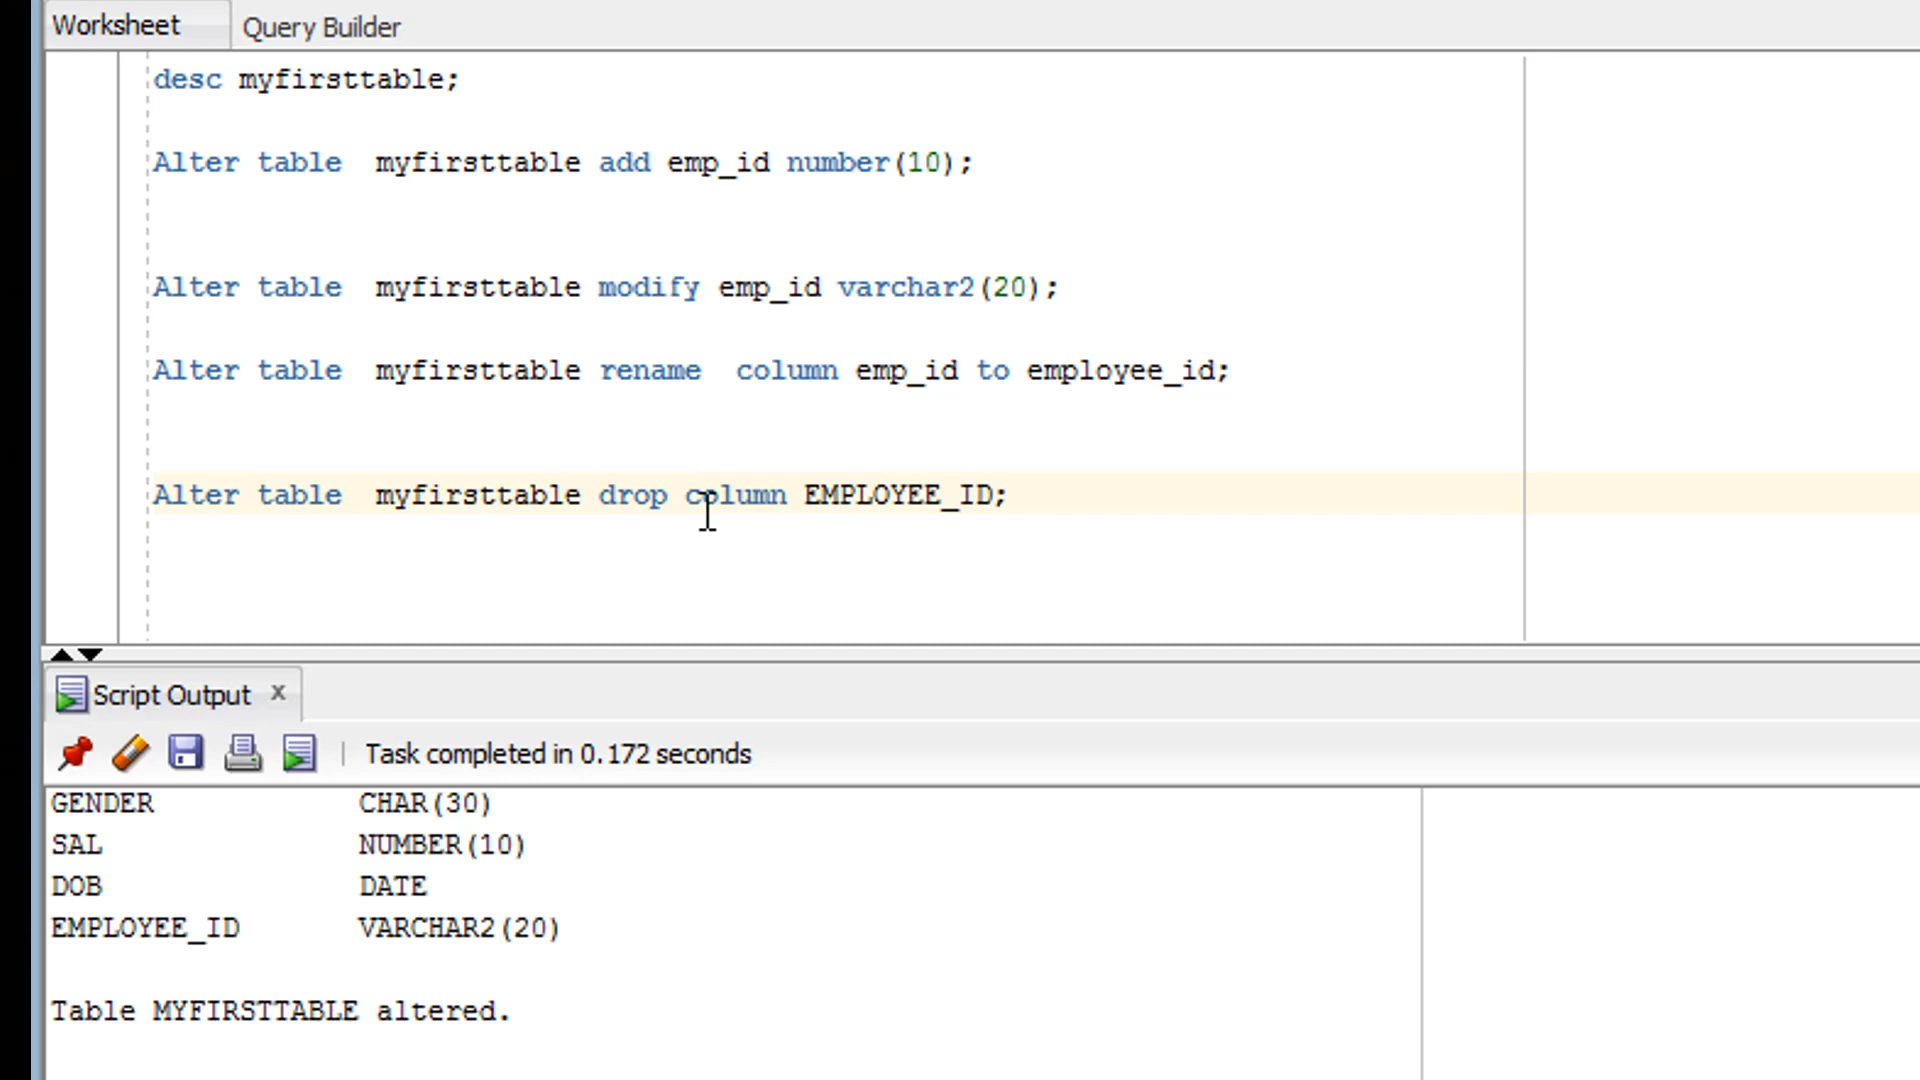 Worksheet Query Builder
desc myfirsttable;
Alter table  myfirsttable add emp_id number(10);
Alter table  myfirsttable modify emp_id varchar2(20);
Alter table  myfirsttable rename  column emp_id to employee_id;
Alter table  myfirsttable drop column EMPLOYEE_ID;
Script Output x
Task completed in 0.172 seconds
GENDER CHAR(30)
SAL NUMBER(10)
DOB DATE
EMPLOYEE_ID VARCHAR2(20)
Table MYFIRSTTABLE altered.